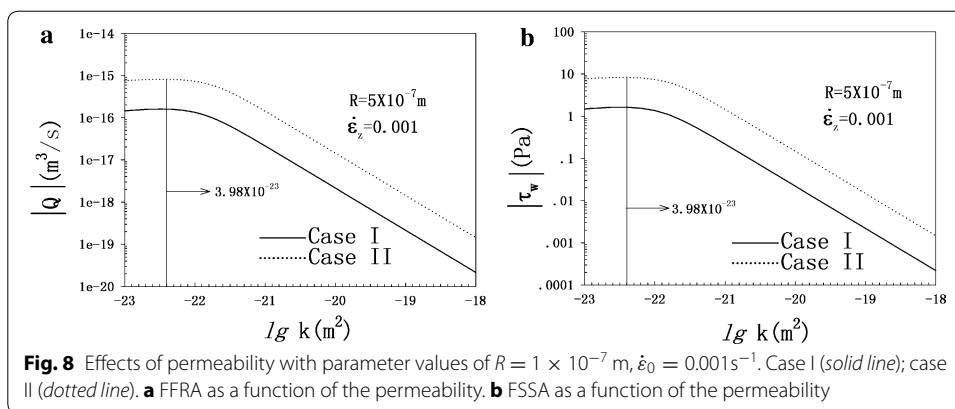 a
1e-14
1e-15
1e-16
1e-17
1e-18
1e-19
1e-20
|Q|(m³/s)
R=5X10⁻⁷m
ε̇z=0.001
3.98X10⁻²³
Case I
Case II
-23 -22 -21 -20 -19 -18
lg k(m²)
b
100
10
1
.1
.01
.001
.0001
|τw|(Pa)
R=5X10⁻⁷m
ε̇z=0.001
3.98X10⁻²³
Case I
Case II
-23 -22 -21 -20 -19 -18
lg k(m²)
Fig. 8 Effects of permeability with parameter values of R = 1 × 10⁻⁷ m, ε̇₀ = 0.001s⁻¹. Case I (solid line); case
II (dotted line). a FFRA as a function of the permeability. b FSSA as a function of the permeability